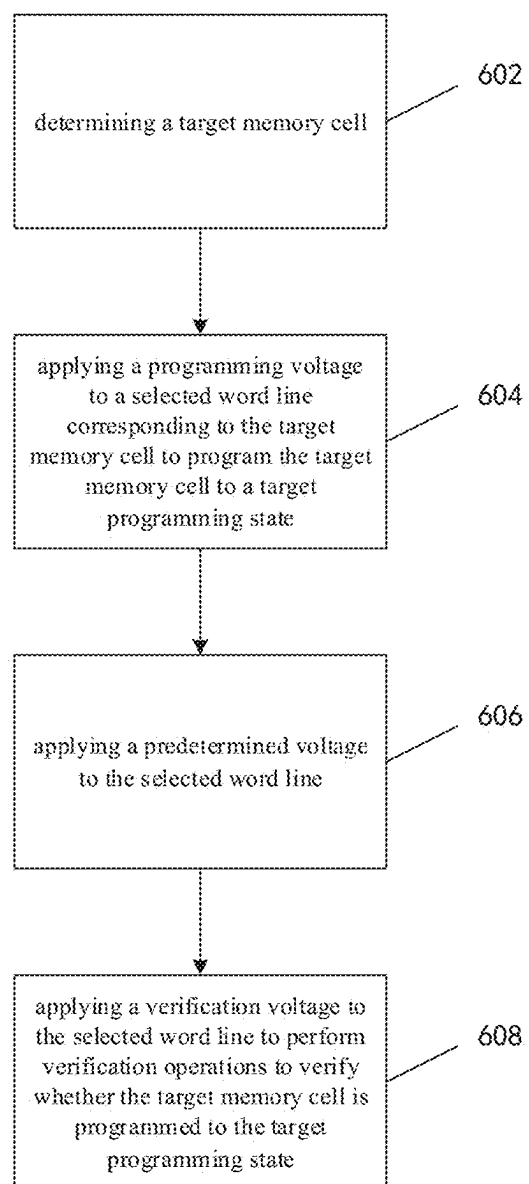 602
determining a target memory cell
604
applying a programming voltage
to a selected word line
corresponding to the target
memory cell to program the target
memory cell to a target
programming state
606
applying a predetermined voltage
to the selected word line
608
applying a verification voltage to
the selected word line to perform
verification operations to verify
whether the target memory cell is
programmed to the target
programming state